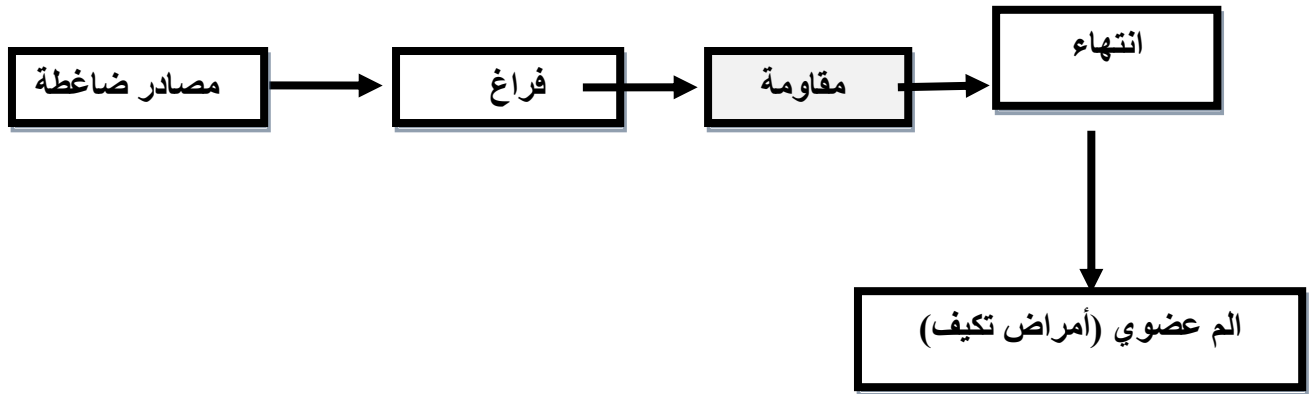 مصادر ضاغطة
فراغ
مقاومة
انتهاء
الم عضوي (أمراض تكيف)